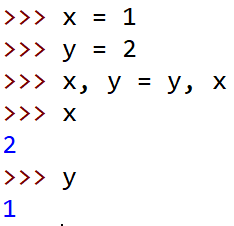 >>> x = 1
>>> y = 2
>>> x, y = y, x
>>> x
2
>>> y
1